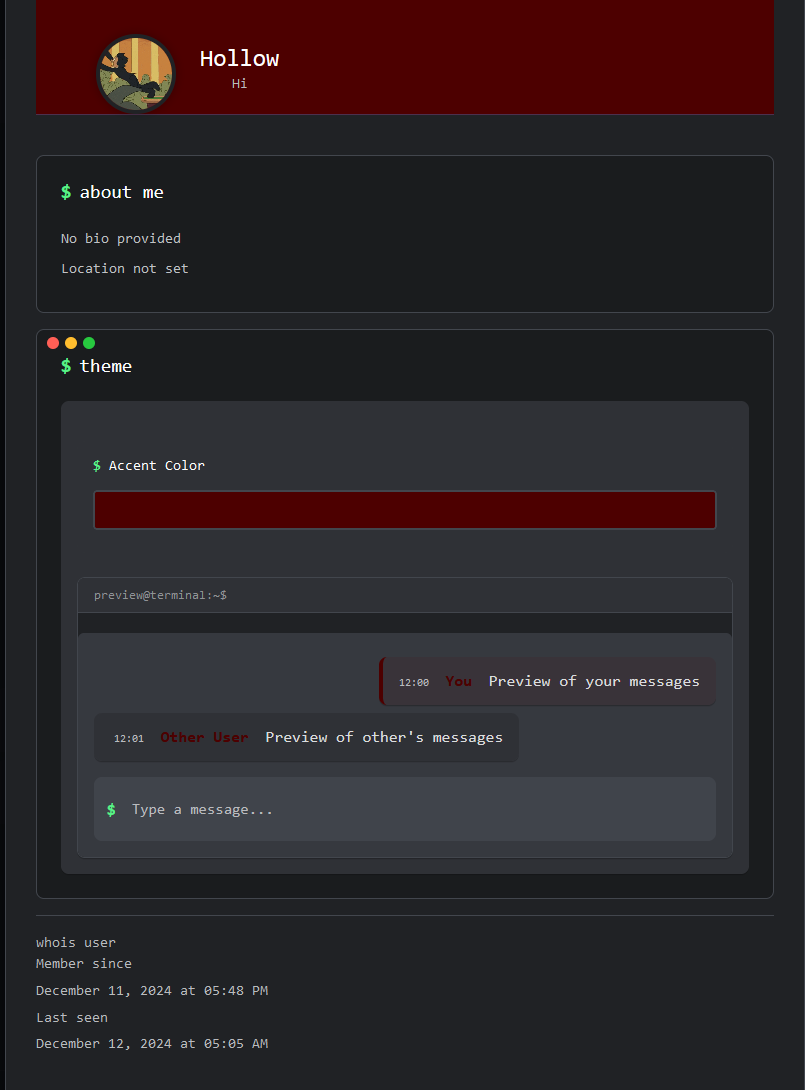 Hollow
Hi
$ about me
No bio provided
Location not set
$ theme
$ Accent Color
preview@terminal:~$
12:00 You Preview of your messages
12:01 Other User Preview of other's messages
$ Type a message...
whois user
Member since
December 11, 2024 at 05:48 PM
Last seen
December 12, 2024 at 05:05 AM